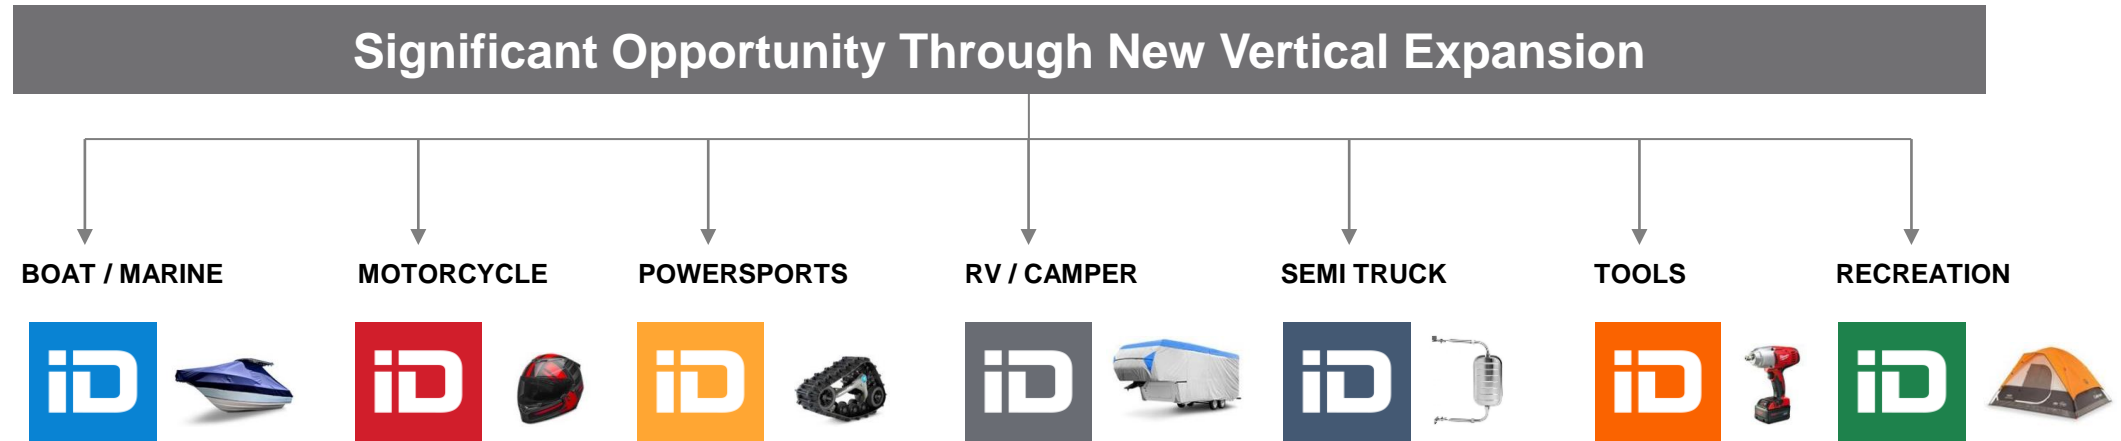 Significant Opportunity Through New Vertical Expansion
BOAT / MARINE
MOTORCYCLE
POWERSPORTS
RV / CAMPER
SEMI TRUCK
TOOLS
RECREATION
iD
iD
iD
iD
iD
iD
iD